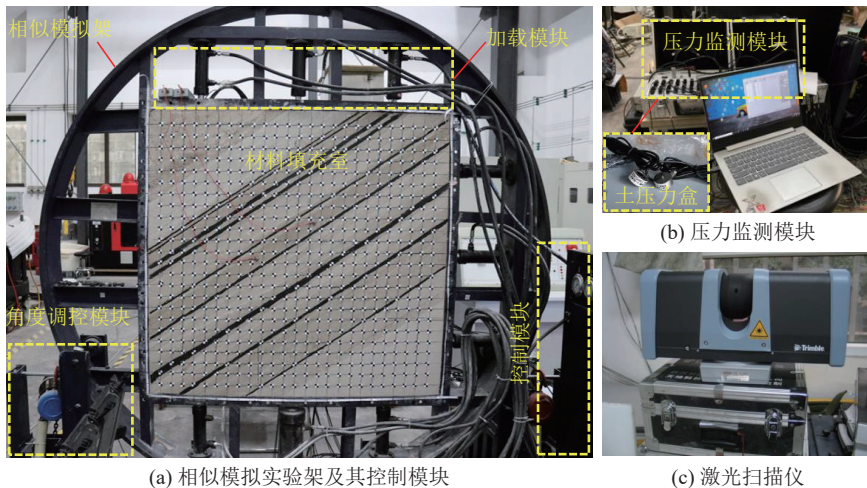 相似模拟架
加载模块
材料填充室
角度调控模块
控制模块
(a) 相似模拟实验架及其控制模块
压力监测模块
土压力盒
(b) 压力监测模块
Trimble
(c) 激光扫描仪